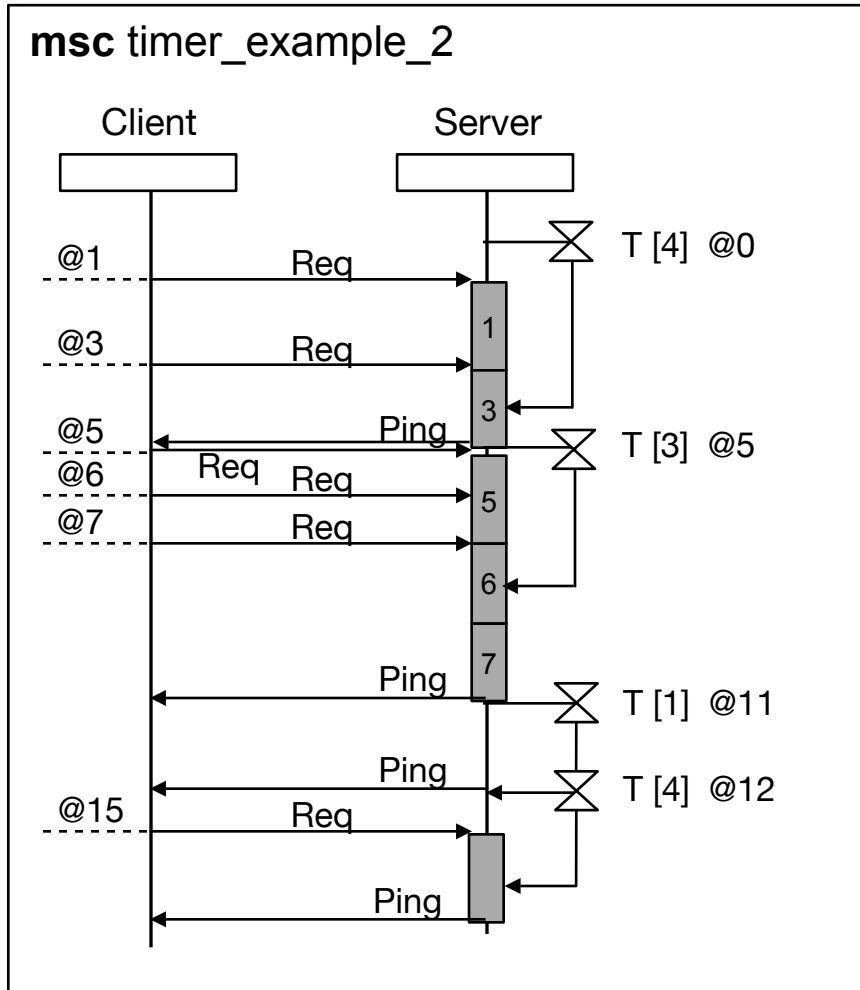 msc timer_example_2
Client Server
T [4] @0
@1 Req
1
@3 Req
3
Ping
@5 T [3] @5
Req
@6 Req
5
@7 Req
6
7
Ping
T [1] @11
Ping
T [4] @12
@15 Req
Ping